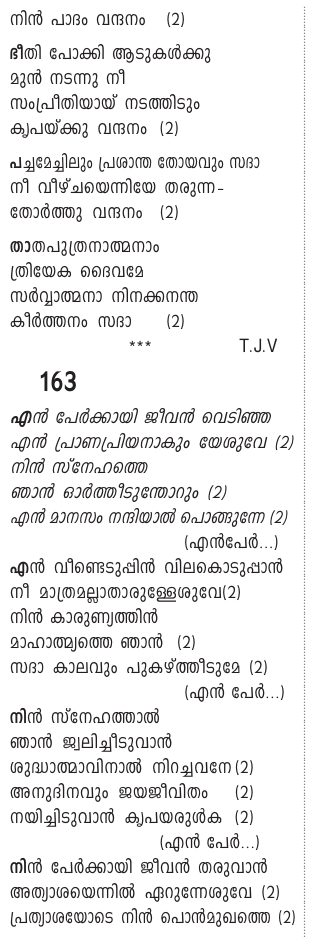 നിൻ പാദം വന്ദനം (2)
ഭീതി പോക്കി ആടുകൾക്കു
മുൻ നടന്നു നീ
സംപ്രീതിയായ് നടത്തിടും
കൃപയ്ക്കു വന്ദനം (2)
പച്ചമേച്ചിലും പ്രശാന്ത തോയവും സദാ
നീ വീഴ്ചയെന്നിയേ തരുന്ന-
തോർത്തു വന്ദനം (2)
താതപുത്രനാത്മനാം
ത്രിയേക ദൈവമേ
സർവ്വാത്മനാ നിനക്കനന്ത
കീർത്തനം സദാ (2)
*** T.J.V
163
എൻ പേർക്കായി ജീവൻ വെടിഞ്ഞ
എൻ പ്രാണപ്രിയനാകും യേശുവേ (2)
നിൻ സ്നേഹത്തെ
ഞാൻ ഓർത്തീടുന്തോറും (2)
എൻ മാനസം നന്ദിയാൽ പൊങ്ങുന്നേ (2)
(എൻപേർ...)
എൻ വീണ്ടെടുപ്പിൻ വിലകൊടുപ്പാൻ
നീ മാത്രമല്ലാതാരുള്ളേശുവേ(2)
നിൻ കാരുണ്യത്തിൻ
മാഹാത്മ്യത്തെ ഞാൻ (2)
സദാ കാലവും പുകഴ്ത്തീടുമേ (2)
(എൻ പേർ...)
നിൻ സ്നേഹത്താൽ
ഞാൻ ജ്വലിച്ചീടുവാൻ
ശുദ്ധാത്മാവിനാൽ നിറച്ചവനേ (2)
അനുദിനവും ജയജീവിതം (2)
നയിച്ചിടുവാൻ കൃപയരുൾക (2)
(എൻ പേർ...)
നിൻ പേർക്കായി ജീവൻ തരുവാൻ
അത്യാശയെന്നിൽ ഏറുന്നേശുവേ (2)
പ്രത്യാശയോടെ നിൻ പൊൻമുഖത്തെ (2)